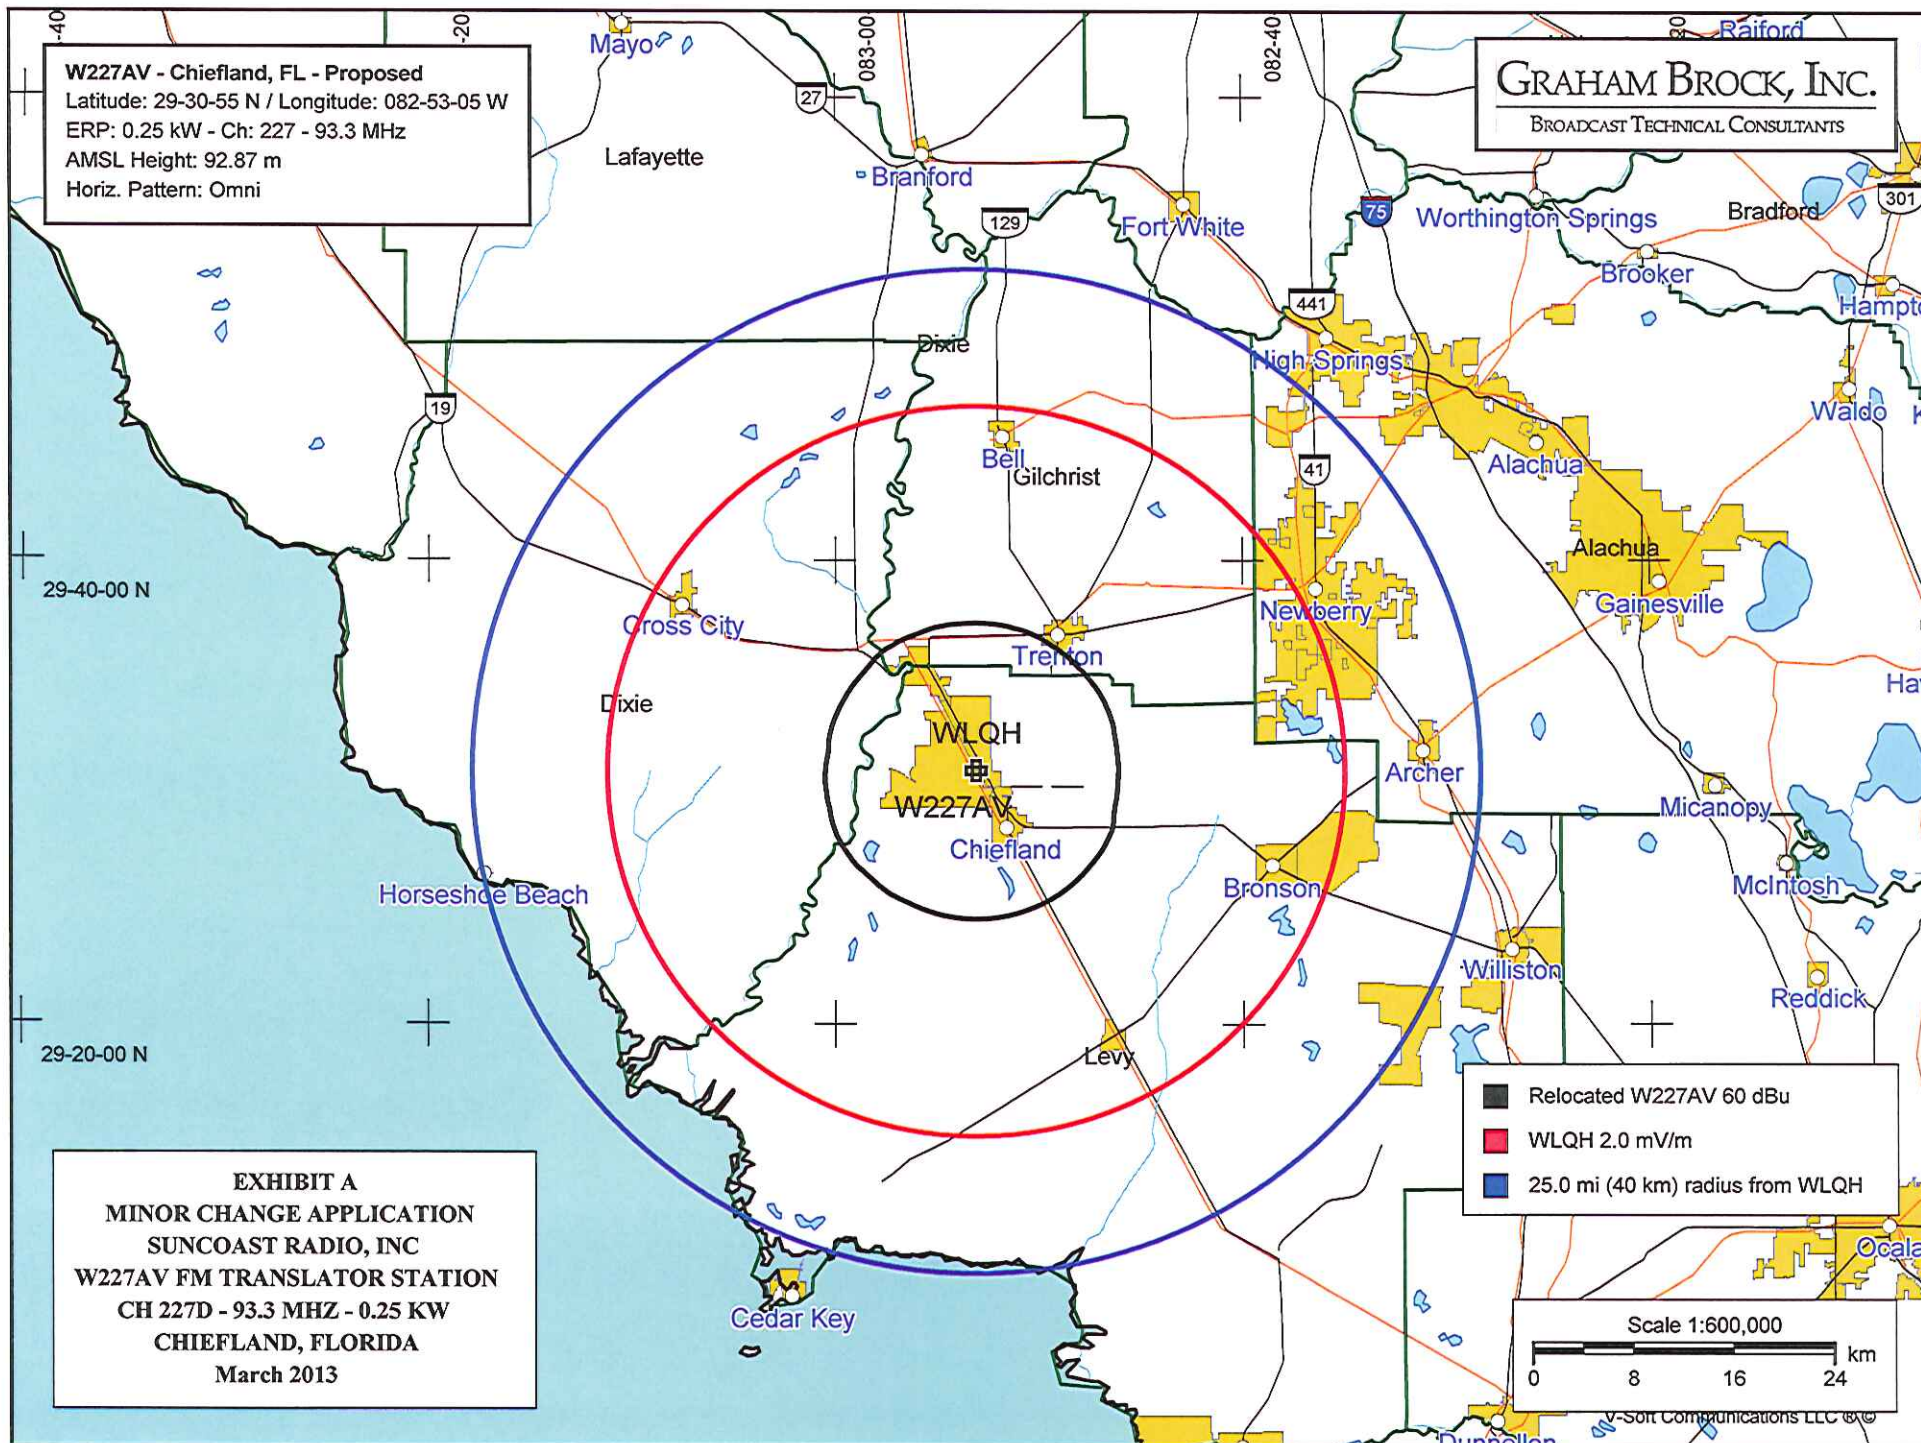 -40
-20
083-00
082-40
20
W227AV - Chiefland, FL - Proposed
Latitude: 29-30-55 N / Longitude: 082-53-05 W
ERP: 0.25 kW - Ch: 227 - 93.3 MHz
AMSL Height: 92.87 m
Horiz. Pattern: Omni
GRAHAM BROCK, INC.
BROADCAST TECHNICAL CONSULTANTS
Mayo
Raiford
27
Lafayette
Branford
129
Fort White
75
Worthington Springs
Bradford
301
Brooker
Hampto
441
Dixie
High Springs
19
Waldo
K
Bell
Gilchrist
41
Alachua
Alachua
29-40-00 N
Cross City
Newberry
Gainesville
Trenton
Dixie
Ha
WLQH
Archer
W227AV
Micanopy
Chiefland
Horseshoe Beach
Bronson
McIntosh
Williston
Reddick
29-20-00 N
Levy
Relocated W227AV 60 dBu
WLQH 2.0 mV/m
25.0 mi (40 km) radius from WLQH
EXHIBIT A
MINOR CHANGE APPLICATION
SUNCOAST RADIO, INC
W227AV FM TRANSLATOR STATION
CH 227D - 93.3 MHZ - 0.25 KW
CHIEFLAND, FLORIDA
March 2013
Ocala
Cedar Key
Scale 1:600,000
km
0 8 16 24
V-Soft Communications LLC ® ©
Dunnellon